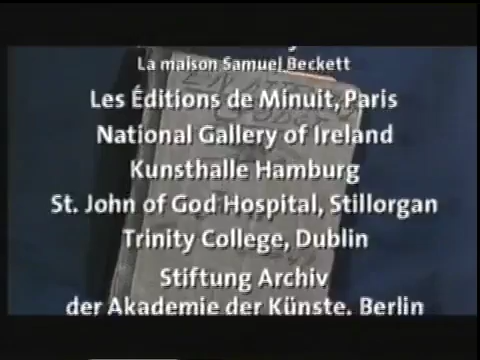 La maison Samuel Beckett
Les Éditions de Minuit, Paris
National Gallery of Ireland
Kunsthalle Hamburg
St. John of God Hospital, Stillorgan
Trinity College, Dublin
Stiftung Archiv
der Akademie der Künste, Berlin